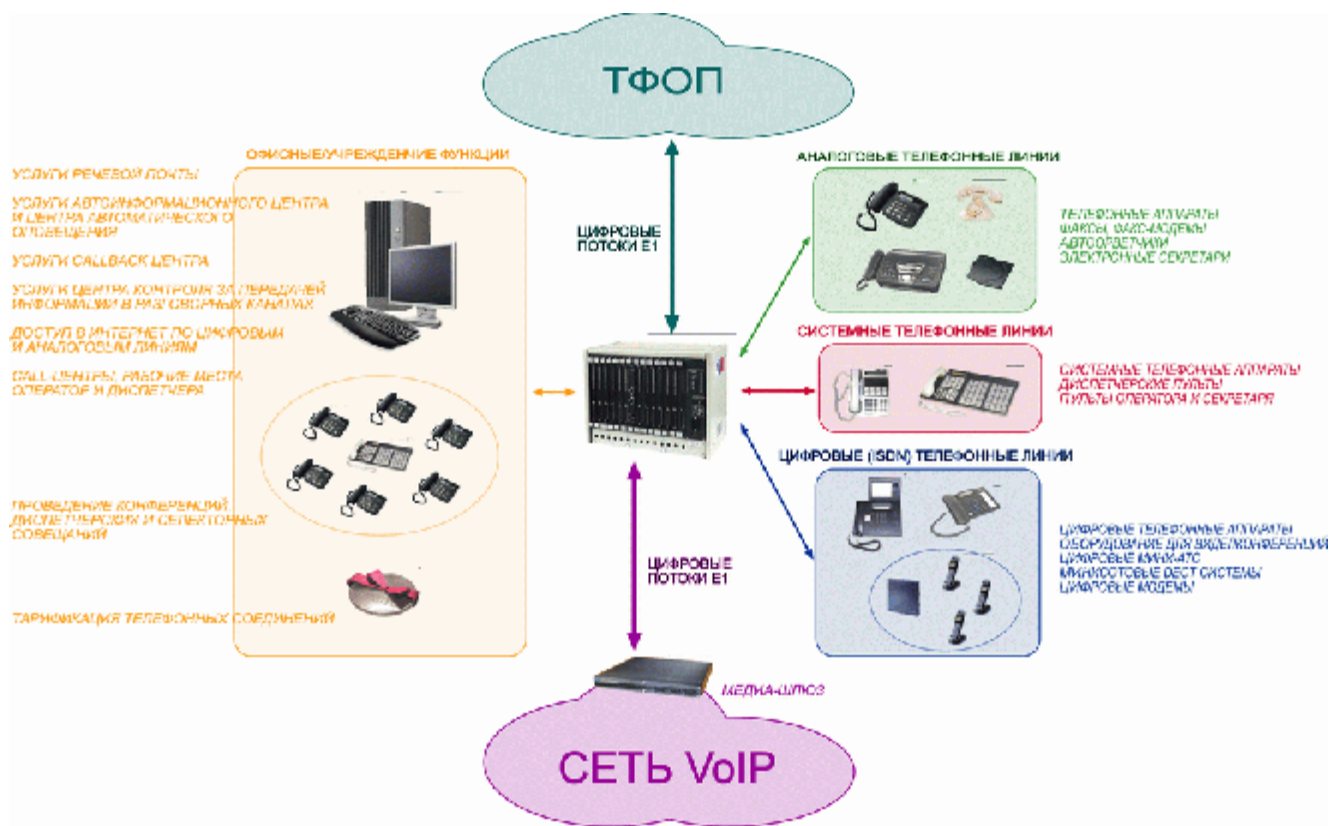 ТФОП
ОФИСНЫЕ/УЧРЕЖДЕНЧИЕ ФУНКЦИИ
УСЛУГИ РЕЧЕВОЙ ПОЧТЫ
УСЛУГИ АВТОИНФОРМАЦИОННОГО ЦЕНТРА
И ЦЕНТРА АВТОМАТИЧЕСКОГО
ОПОВЕЩЕНИЯ
УСЛУГИ CALLBACK ЦЕНТРА
УСЛУГИ ЦЕНТРА КОНТРОЛЯ ЗА ПЕРЕДАЧЕЙ
ИНФОРМАЦИИ В РАЗГОВОРНЫХ КАНАЛАХ
ДОСТУП В ИНТЕРНЕТ ПО ЦИФРОВЫМ
И АНАЛОГОВЫМ ЛИНИЯМ
CALL-ЦЕНТРЫ, РАБОЧИЕ МЕСТА
ОПЕРАТОР И ДИСПЕТЧЕРА
ПРОВЕДЕНИЕ КОНФЕРЕНЦИЙ
ДИСПЕТЧЕРСКИХ И СЕЛЕКТОРНЫХ
СОВЕЩАНИЙ
ТАРИФИКАЦИЯ ТЕЛЕФОННЫХ СОЕДИНЕНИЙ
ЦИФРОВЫЕ
ПОТОКИ Е1
АНАЛОГОВЫЕ ТЕЛЕФОННЫЕ ЛИНИИ
ТЕЛЕФОННЫЕ АППАРАТЫ
ФАКСЫ, ФАКС-МОДЕМЫ
АВТООРВЕТЧИКИ
ЭЛЕКТРОННЫЕ СЕКРЕТАРИ
СИСТЕМНЫЕ ТЕЛЕФОННЫЕ ЛИНИИ
СИСТЕМНЫЕ ТЕЛЕФОННЫЕ АППАРАТЫ
ДИСПЕТЧЕРСКИЕ ПУЛЬТЫ
ПУЛЬТЫ ОПЕРАТОРА И СЕКРЕТАРЯ
ЦИФРОВЫЕ (ISDN) ТЕЛЕФОННЫЕ ЛИНИИ
ЦИФРОВЫЕ ТЕЛЕФОННЫЕ АППАРАТЫ
ОБОРУДОВАНИЕ ДЛЯ ВИДЕЛКОНФЕРЕНЦИЙ
ЦИФРОВЫЕ МИНИ-АТС
МИНКОСТОВЫЕ DECT СИСТЕМЫ
ЦИФРОВЫЕ МОДЕМЫ
ЦИФРОВЫЕ
ПОТОКИ Е1
МЕДИА-ШЛЮЗ
СЕТЬ VoIP